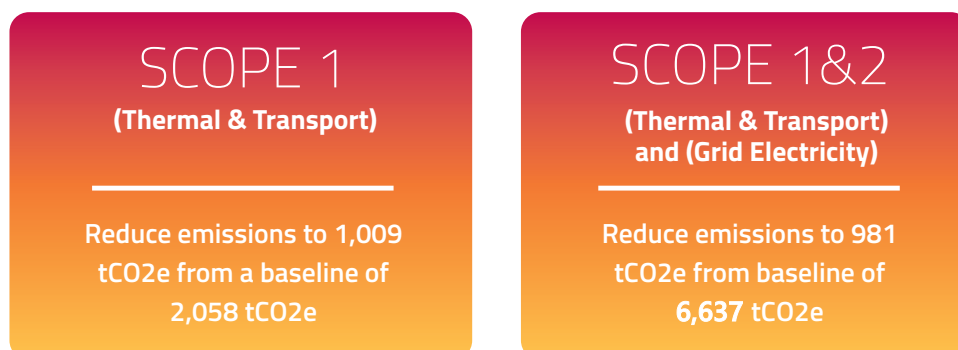 SCOPE 1
(Thermal & Transport)
Reduce emissions to 1,009
tCO2e from a baseline of
2,058 tCO2e
SCOPE 1&2
(Thermal & Transport)
and (Grid Electricity)
Reduce emissions to 981
tCO2e from baseline of
6,637 tCO2e